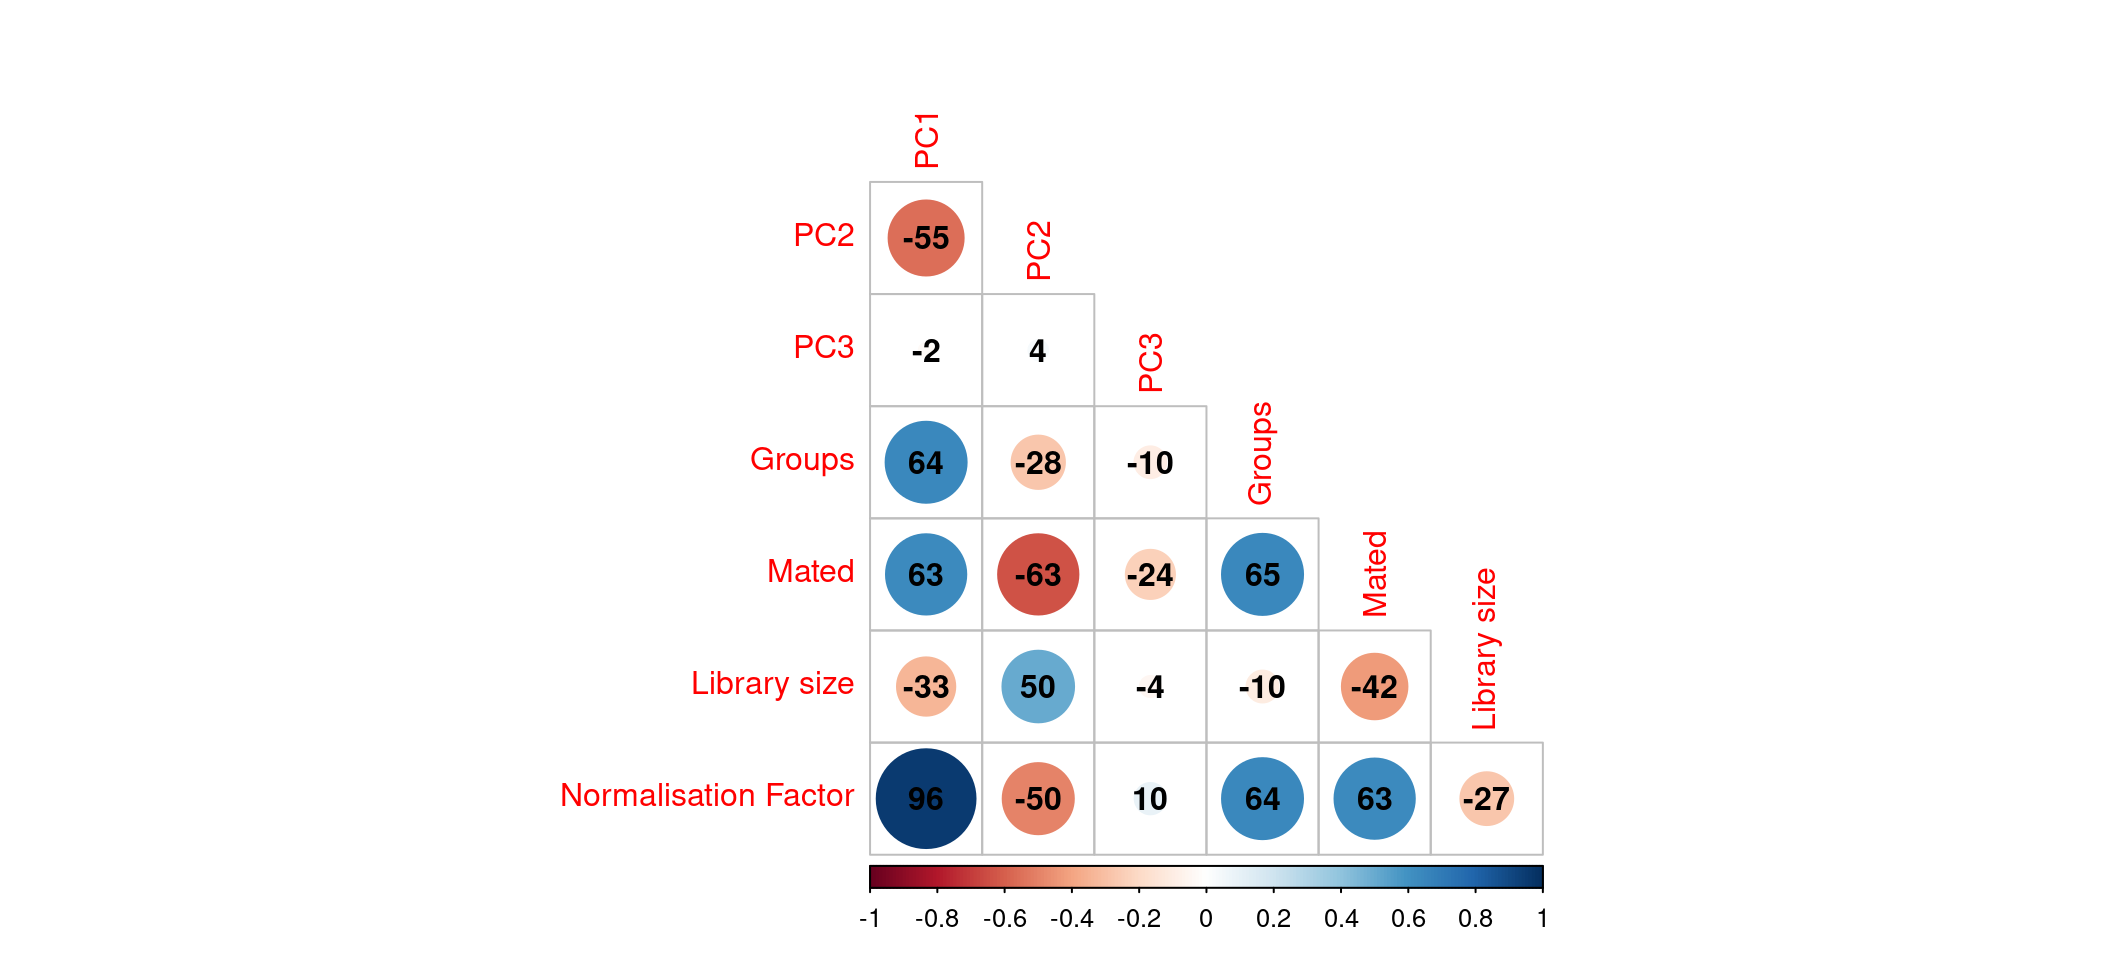 PC1
PC2 -55 PC2
PC3 -2 4 PC3
Groups 64 -28 -10 Groups
Mated 63 -63 -24 65 Mated
Library size -33 50 -4 -10 -42 Library size
Normalisation Factor 96 -50 10 64 63 -27
-1 -0.8 -0.6 -0.4 -0.2 0 0.2 0.4 0.6 0.8 1